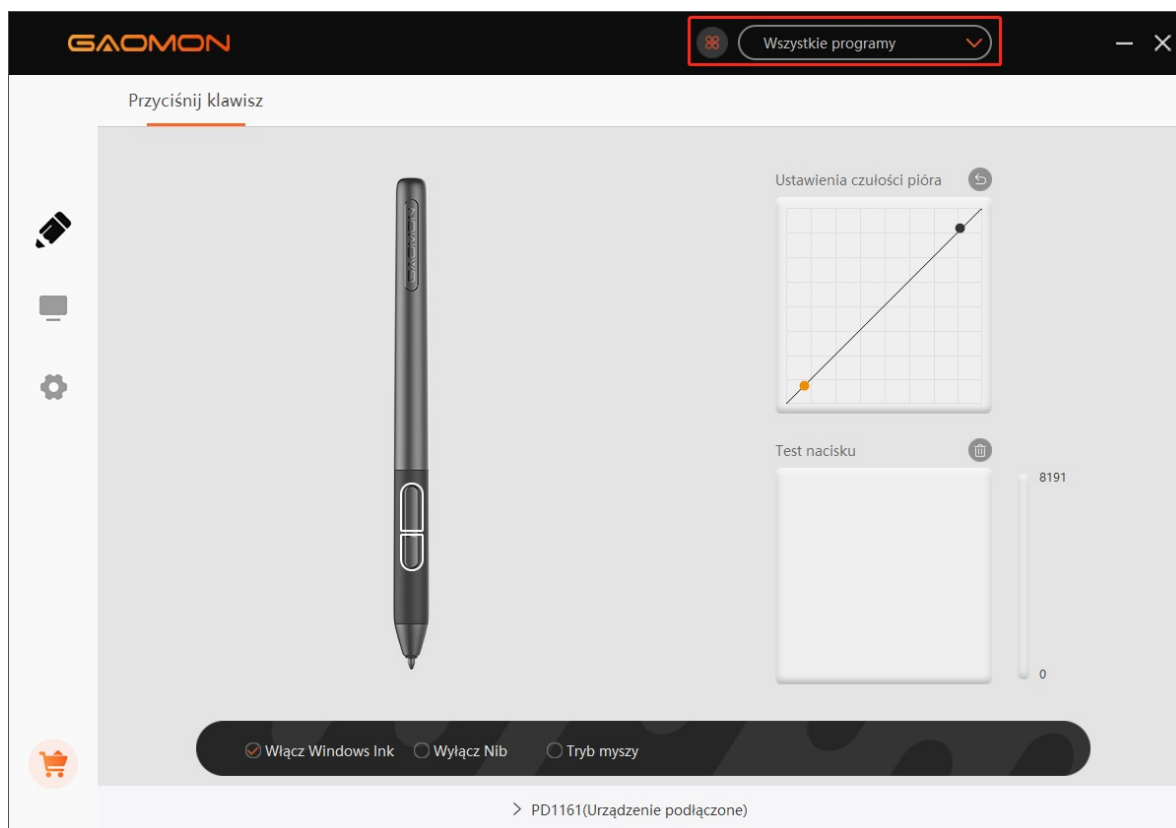 GAOMON
Wszystkie programy
Przyciśnij klawisz
GAOMON
Ustawienia czułości pióra
Test nacisku
8191
0
Włącz Windows Ink Wyłącz Nib Tryb myszy
PD1161(Urządzenie podłączone)